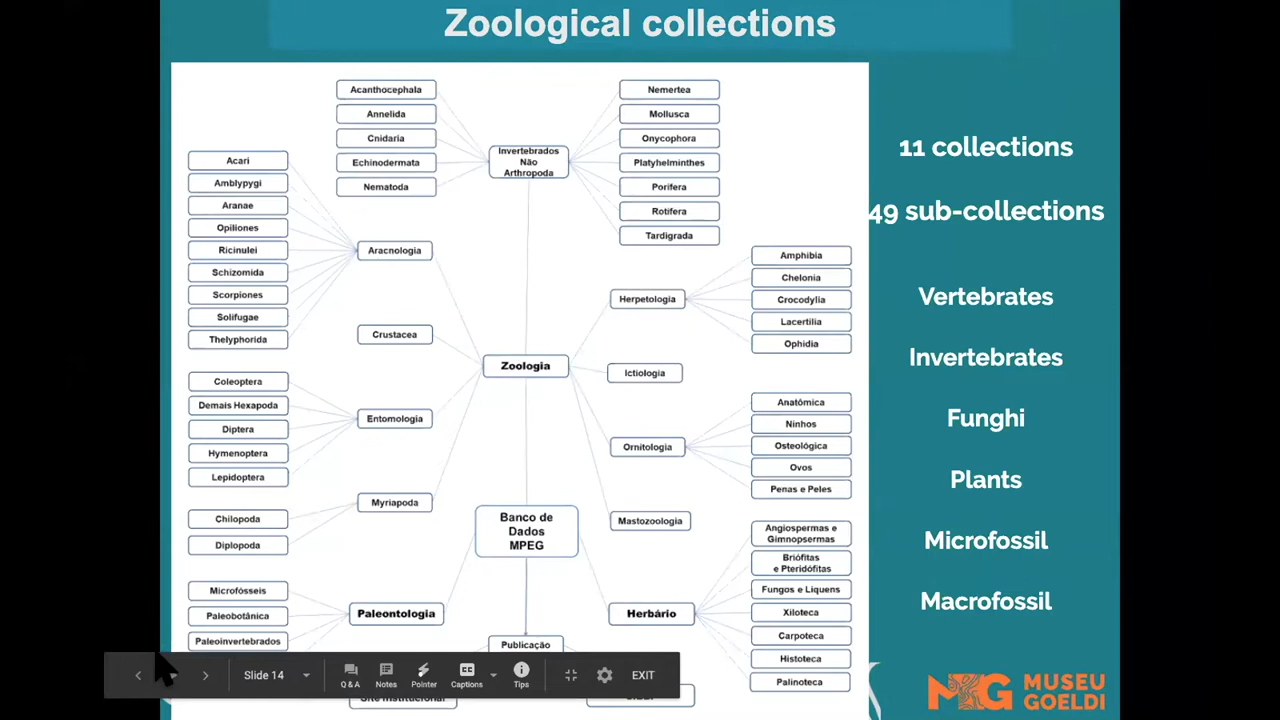 Zoological collections
Acanthocephala
Annelida
Cnidaria
Echinodermata
Nematoda
Invertebrados
Não
Arthropoda
Nemertea
Mollusca
Onycophora
Platyhelminthes
Porifera
Rotifera
Tardigrada
Acari
Amblypygi
Aranae
Opiliones
Ricinulei
Schizomida
Scorpiones
Solifugae
Thelyphorida
Aracnologia
Crustacea
Zoologia
Herpetologia
Amphibia
Chelonia
Crocodylia
Lacertilia
Ophidia
Ictiologia
Coleoptera
Demais Hexapoda
Diptera
Hymenoptera
Lepidoptera
Entomologia
Ornitologia
Anatômica
Ninhos
Osteológica
Ovos
Penas e Peles
Myriapoda
Chilopoda
Diplopoda
Mastozoologia
Banco de
Dados
MPEG
Microfósseis
Paleobotânica
Paleoinvertebrados
Paleontologia
Herbário
Angiospermas e
Gimnopsermas
Briófitas
e Pteridófitas
Fungos e Liquens
Xiloteca
Carpoteca
Histoteca
Palinoteca
Publicação
Site Institucional
11 collections
49 sub-collections
Vertebrates
Invertebrates
Funghi
Plants
Microfossil
Macrofossil
MUSEU
GOELDI
Slide 14
Q & A
Notes
Pointer
CC
Captions
Tips
EXIT